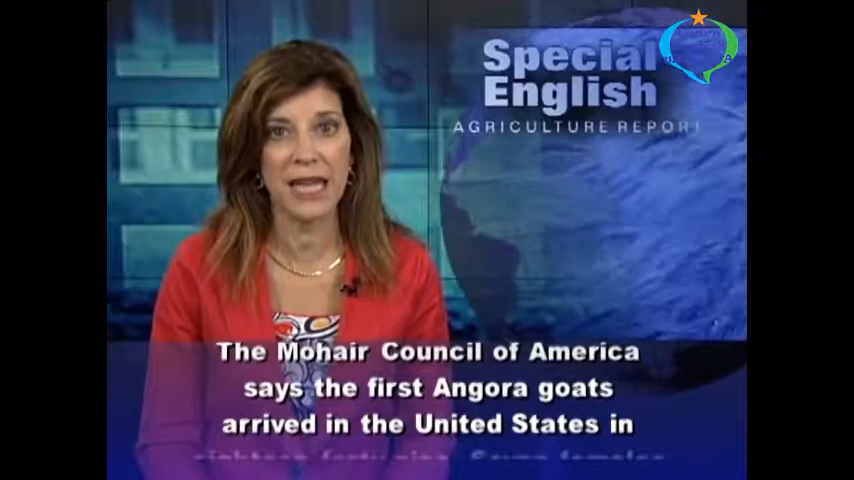 Special
English
AGRICULTURE REPORT
The Mohair Council of America
says the first Angora goats
arrived in the United States in